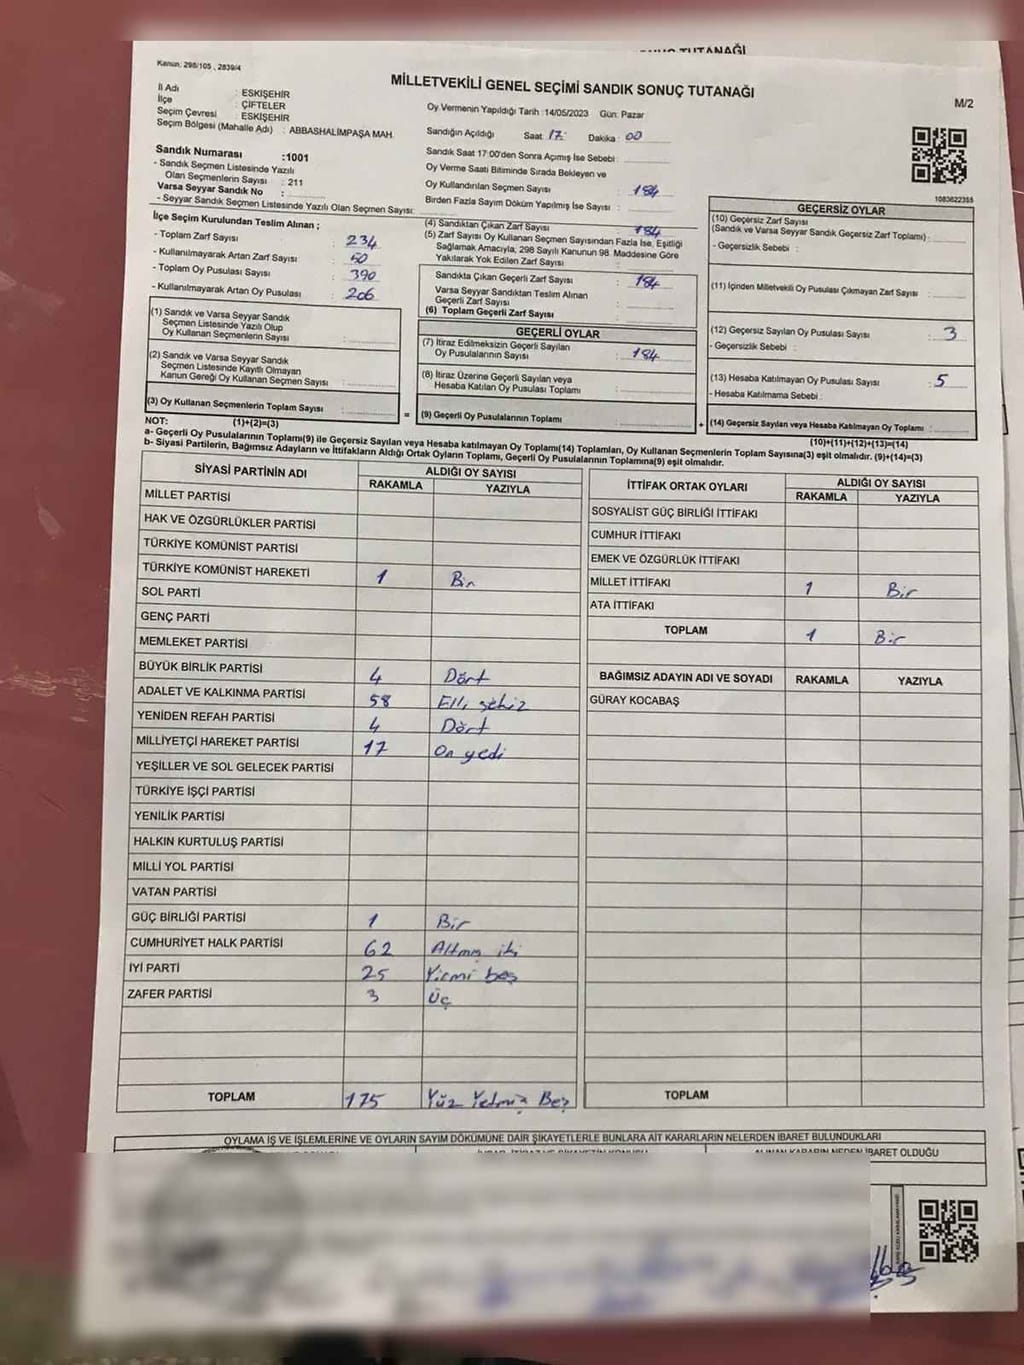 SONUÇ TUTANAĞI
Kanun: 298/105 , 2839/4
MİLLETVEKİLİ GENEL SEÇİMİ SANDIK SONUÇ TUTANAĞI
M/2
İl Adı : ESKİŞEHİR
İlçe : ÇİFTELER
Seçim Çevresi : ESKİŞEHİR
Seçim Bölgesi (Mahalle Adı) : ABBASHALİMPAŞA MAH.
Sandık Numarası :1001
- Sandık Seçmen Listesinde Yazılı
Olan Seçmenlerin Sayısı : 211
Varsa Seyyar Sandık No :
- Seyyar Sandık Seçmen Listesinde Yazılı Olan Seçmen Sayısı:
Oy Vermenin Yapıldığı Tarih :14/05/2023 Gün: Pazar
Sandığın Açıldığı Saat : 17 Dakika : 00
Sandık Saat 17:00'den Sonra Açımış İse Sebebi :
Oy Verme Saati Bitiminde Sırada Bekleyen ve
Oy Kullandırılan Seçmen Sayısı : 184
Birden Fazla Sayım Döküm Yapılmış İse Sayısı :
1083622355
İlçe Seçim Kurulundan Teslim Alınan ;
- Toplam Zarf Sayısı : 234
- Kullanılmayarak Artan Zarf Sayısı : 50
- Toplam Oy Pusulası Sayısı : 390
- Kullanılmayarak Artan Oy Pusulası : 206
(1) Sandık ve Varsa Seyyar Sandık
Seçmen Listesinde Yazılı Olup
Oy Kullanan Seçmenlerin Sayısı :
(2) Sandık ve Varsa Seyyar Sandık
Seçmen Listesinde Kayıtlı Olmayan
Kanun Gereği Oy Kullanan Seçmen Sayısı :
(3) Oy Kullanan Seçmenlerin Toplam Sayısı :
(4) Sandıktan Çıkan Zarf Sayısı : 184
(5) Zarf Sayısı Oy Kullanan Seçmen Sayısından Fazla İse, Eşitliği
Sağlamak Amacıyla, 298 Sayılı Kanunun 98. Maddesine Göre
Yakılarak Yok Edilen Zarf Sayısı :
Sandıkta Çıkan Geçerli Zarf Sayısı : 184
Varsa Seyyar Sandıktan Teslim Alınan
Geçerli Zarf Sayısı :
(6) Toplam Geçerli Zarf Sayısı :
GEÇERLİ OYLAR
(7) İtiraz Edilmeksizin Geçerli Sayılan
Oy Pusulalarının Sayısı : 184
(8) İtiraz Üzerine Geçerli Sayılan veya
Hesaba Katılan Oy Pusulası Toplamı :
= (9) Geçerli Oy Pusulalarının Toplamı :
GEÇERSİZ OYLAR
(10) Geçersiz Zarf Sayısı
(Sandık ve Varsa Seyyar Sandık Geçersiz Zarf Toplamı) :
- Geçersizlik Sebebi :
(11) İçinden Milletvekili Oy Pusulası Çıkmayan Zarf Sayısı :
(12) Geçersiz Sayılan Oy Pusulası Sayısı : 3
- Geçersizlik Sebebi :
(13) Hesaba Katılmayan Oy Pusulası Sayısı : 5
- Hesaba Katılmama Sebebi :
+ (14) Geçersiz Sayılan veya Hesaba Katılmayan Oy Toplamı :
NOT: (1)+(2)=(3)
(10)+(11)+(12)+(13)=(14)
a- Geçerli Oy Pusulalarının Toplamı(9) ile Geçersiz Sayılan veya Hesaba katılmayan Oy Toplamı(14) Toplamları, Oy Kullanan Seçmenlerin Toplam Sayısına(3) eşit olmalıdır. (9)+(14)=(3)
b- Siyasi Partilerin, Bağımsız Adayların ve İttifakların Aldığı Ortak Oyların Toplamı, Geçerli Oy Pusulalarının Toplamına(9) eşit olmalıdır.
SİYASİ PARTİNİN ADI ALDIĞI OY SAYISI
RAKAMLA YAZIYLA
MİLLET PARTİSİ
HAK VE ÖZGÜRLÜKLER PARTİSİ
TÜRKİYE KOMÜNİST PARTİSİ
TÜRKİYE KOMÜNİST HAREKETİ 1 Bir
SOL PARTİ
GENÇ PARTİ
MEMLEKET PARTİSİ
BÜYÜK BİRLİK PARTİSİ 4 Dört
ADALET VE KALKINMA PARTİSİ 58 Elli sekiz
YENİDEN REFAH PARTİSİ 4 Dört
MİLLİYETÇİ HAREKET PARTİSİ 17 On yedi
YEŞİLLER VE SOL GELECEK PARTİSİ
TÜRKİYE İŞÇİ PARTİSİ
YENİLİK PARTİSİ
HALKIN KURTULUŞ PARTİSİ
MİLLİ YOL PARTİSİ
VATAN PARTİSİ
GÜÇ BİRLİĞİ PARTİSİ 1 Bir
CUMHURİYET HALK PARTİSİ 62 Altmış iki
İYİ PARTİ 25 Yirmi beş
ZAFER PARTİSİ 3 Üç
TOPLAM 175 Yüz Yetmiş Beş
İTTİFAK ORTAK OYLARI ALDIĞI OY SAYISI
RAKAMLA YAZIYLA
SOSYALİST GÜÇ BİRLİĞİ İTTİFAKI
CUMHUR İTTİFAKI
EMEK VE ÖZGÜRLÜK İTTİFAKI
MİLLET İTTİFAKI 1 Bir
ATA İTTİFAKI
TOPLAM 1 Bir
BAĞIMSIZ ADAYIN ADI VE SOYADI RAKAMLA YAZIYLA
GÜRAY KOCABAŞ
TOPLAM
OYLAMA İŞ VE İŞLEMLERİNE VE OYLARIN SAYIM DÖKÜMÜNE DAİR ŞİKAYETLERLE BUNLARA AİT KARARLARIN NELERDEN İBARET BULUNDUKLARI
ALINAN KARARIN NEDEN İBARET OLDUĞU